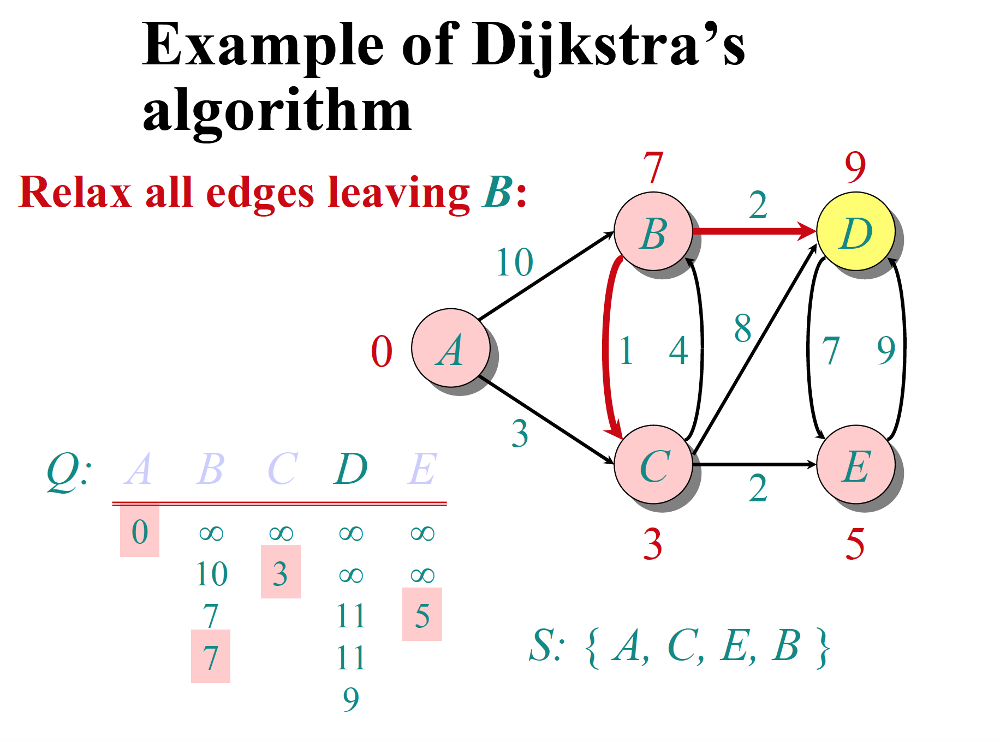 Example of Dijkstra’s
algorithm
Relax all edges leaving B:
7 9
2
B D
10
A
0
1 4 8 7 9
3
C E
2
3 5
Q: A B C D E
0 ∞ ∞ ∞ ∞
10 3 ∞ ∞
7 11 5
7 11
9
S: { A, C, E, B }